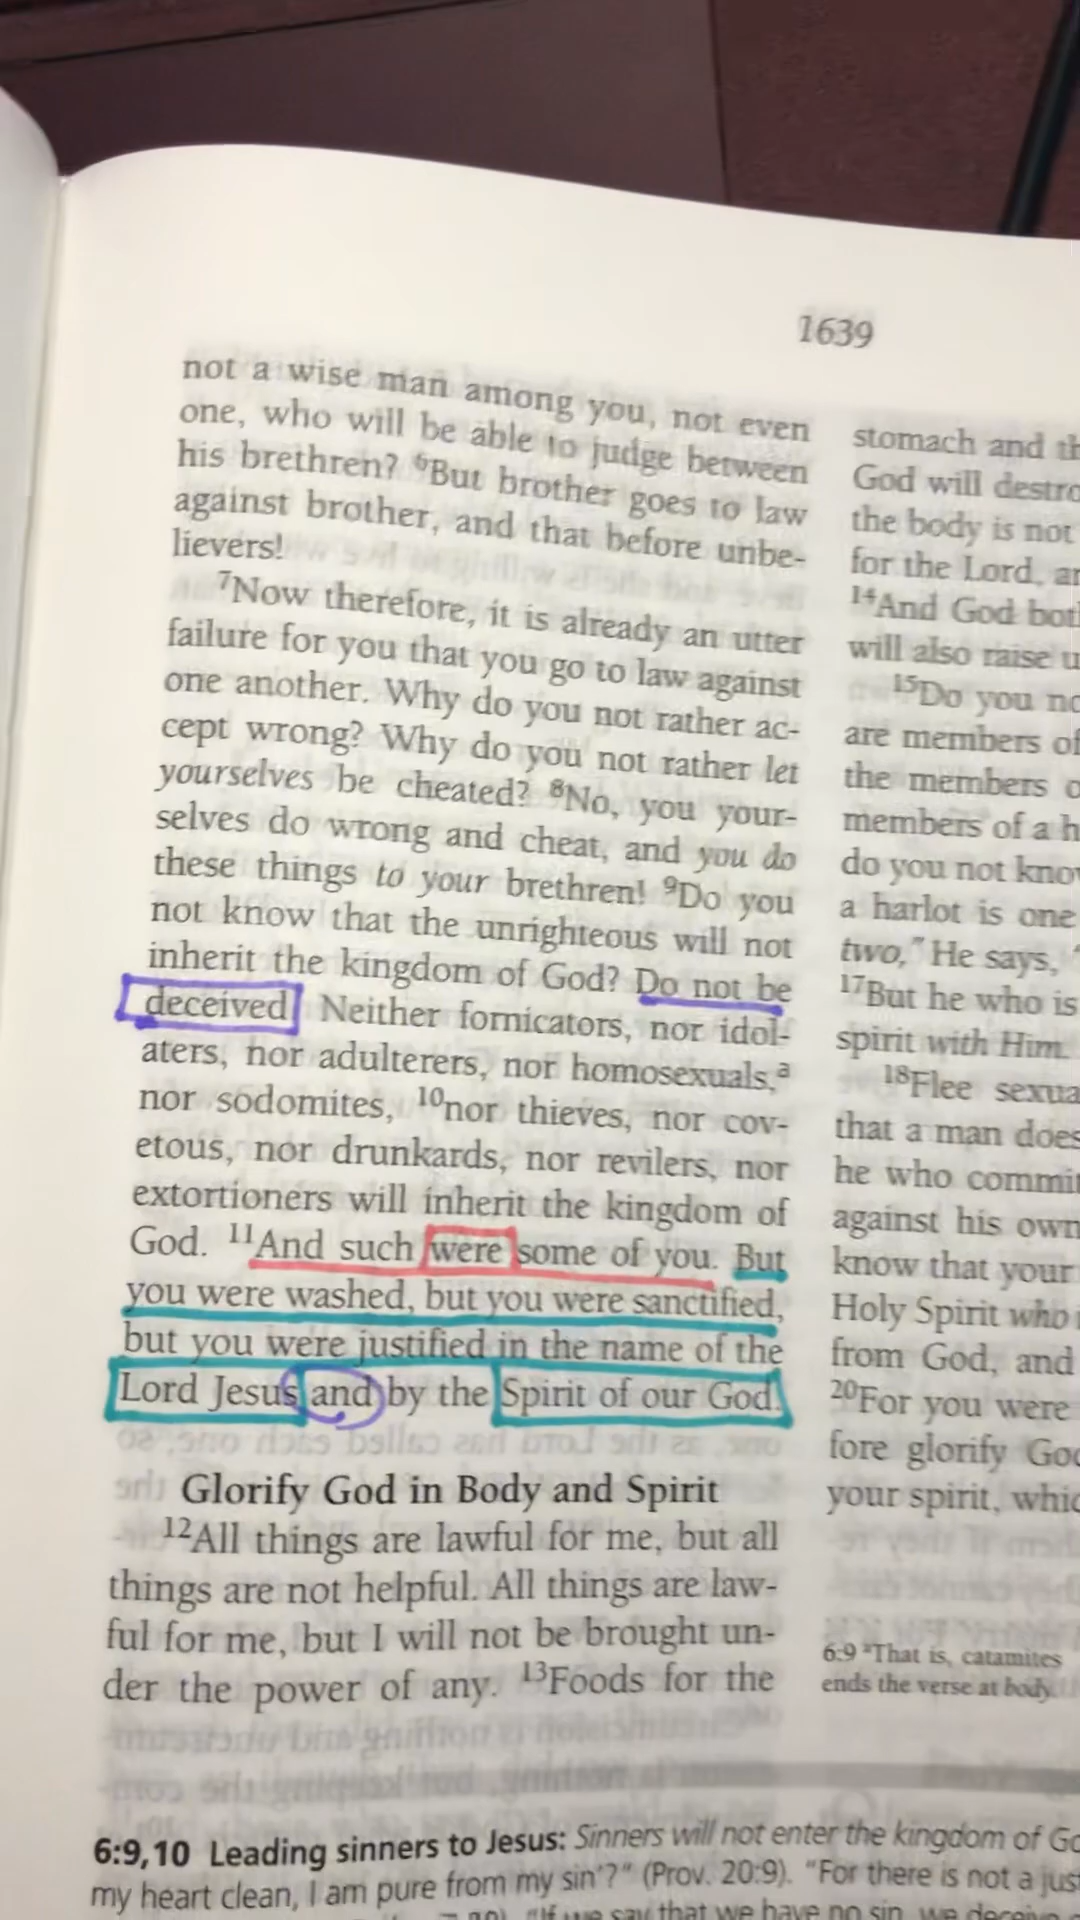 1639
not a wise man among you, not even
one, who will be able to judge between
his brethren? ⁶But brother goes to law
against brother, and that before unbe-
lievers!
⁷Now therefore, it is already an utter
failure for you that you go to law against
one another. Why do you not rather ac-
cept wrong? Why do you not rather let
yourselves be cheated? ⁸No, you your-
selves do wrong and cheat, and you do
these things to your brethren! ⁹Do you
not know that the unrighteous will not
inherit the kingdom of God? Do not be
deceived. Neither fornicators, nor idol-
aters, nor adulterers, nor homosexuals,ᵃ
nor sodomites, ¹⁰nor thieves, nor cov-
etous, nor drunkards, nor revilers, nor
extortioners will inherit the kingdom of
God. ¹¹And such were some of you. But
you were washed, but you were sanctified,
but you were justified in the name of the
Lord Jesus and by the Spirit of our God.
Glorify God in Body and Spirit
¹²All things are lawful for me, but all
things are not helpful. All things are law-
ful for me, but I will not be brought un-
der the power of any. ¹³Foods for the
stomach and th
God will destro
the body is not
for the Lord, an
¹⁴And God bot
will also raise u
¹⁵Do you no
are members of
the members o
members of a h
do you not know
a harlot is one
two," He says, "
¹⁷But he who is
spirit with Him.
¹⁸Flee sexua
that a man does
he who commi
against his own
know that your
Holy Spirit who
from God, and
²⁰For you were
fore glorify God
your spirit, whic
6:9 ᵃThat is, catamites
ends the verse at body.
6:9,10 Leading sinners to Jesus: Sinners will not enter the kingdom of Go
my heart clean, I am pure from my sin'?" (Prov. 20:9). "For there is not a just
"If we say that we have no sin, we deceive